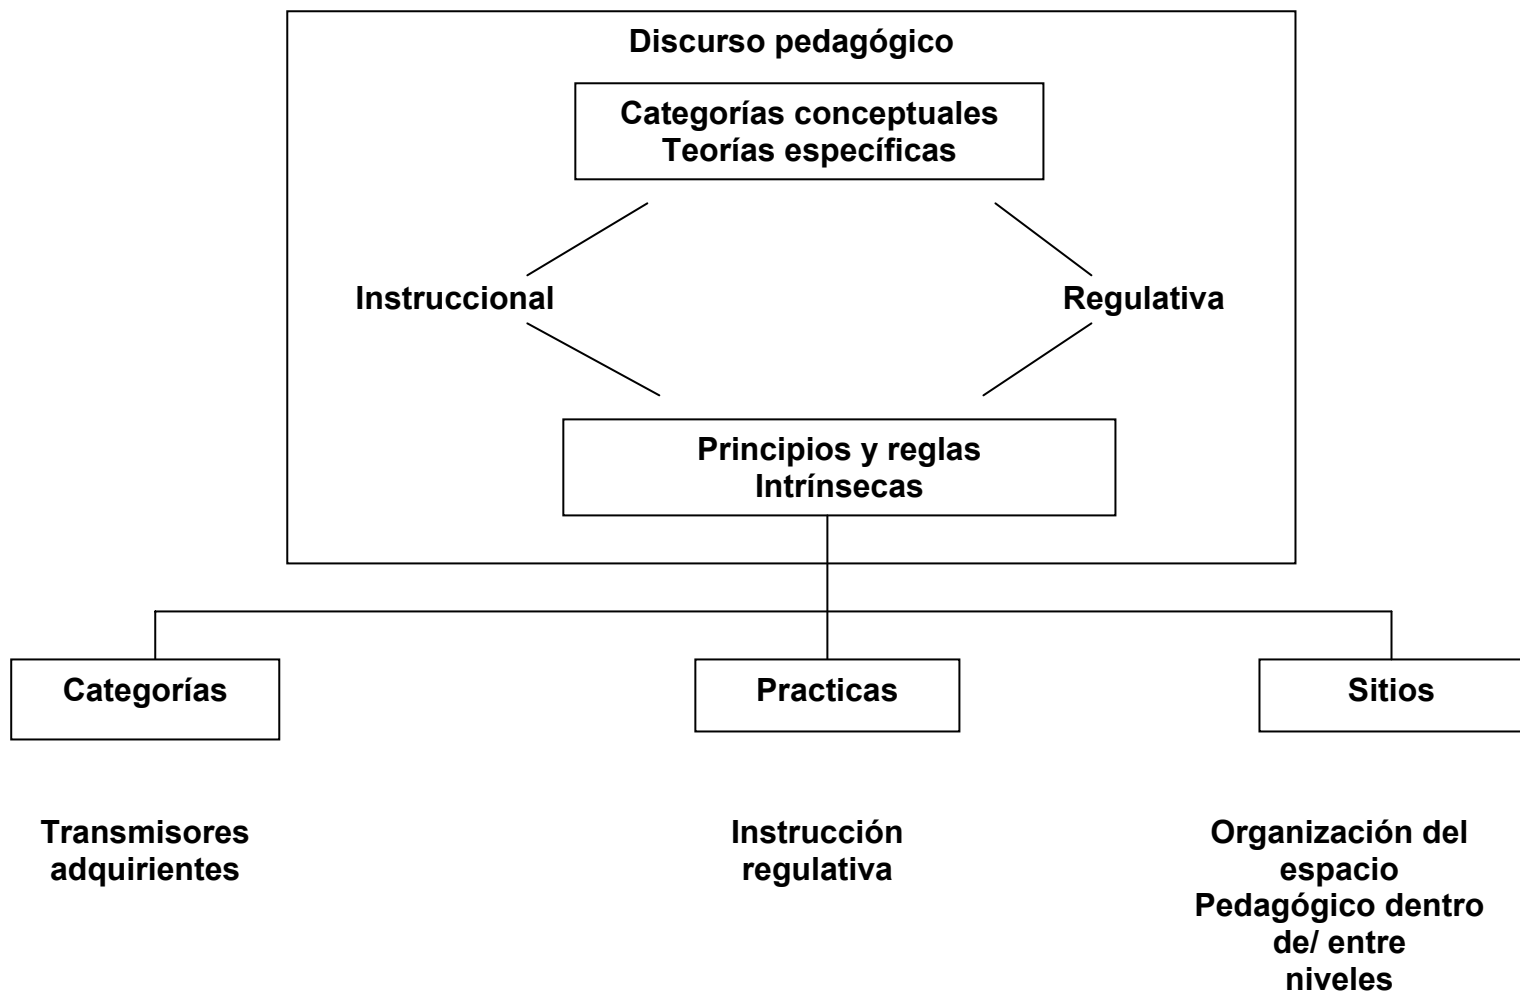 Discurso pedagógico
Categorías conceptuales
Teorías específicas
Instruccional
Regulativa
Principios y reglas
Intrínsecas
Categorías
Practicas
Sitios
Transmisores
adquirientes
Instrucción
regulativa
Organización del
espacio
Pedagógico dentro
de/ entre
niveles